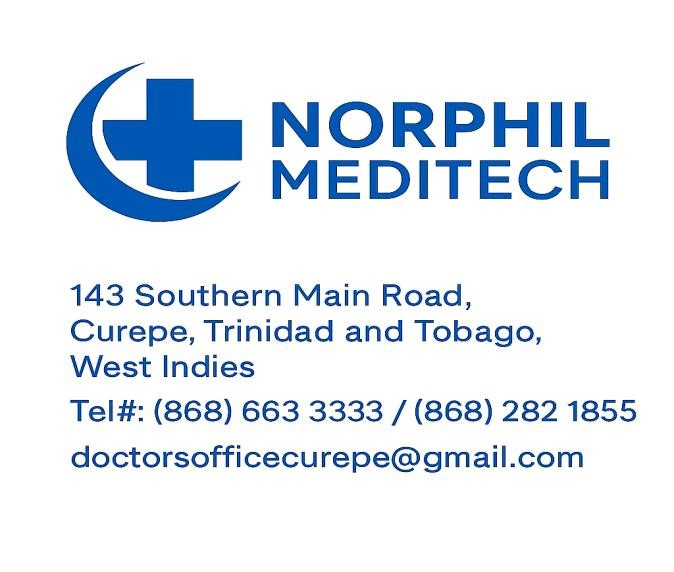 NORPHIL
MEDITECH
143 Southern Main Road,
Curepe, Trinidad and Tobago,
West Indies
Tel#: (868) 663 3333 / (868) 282 1855
doctorsofficecurepe@gmail.com